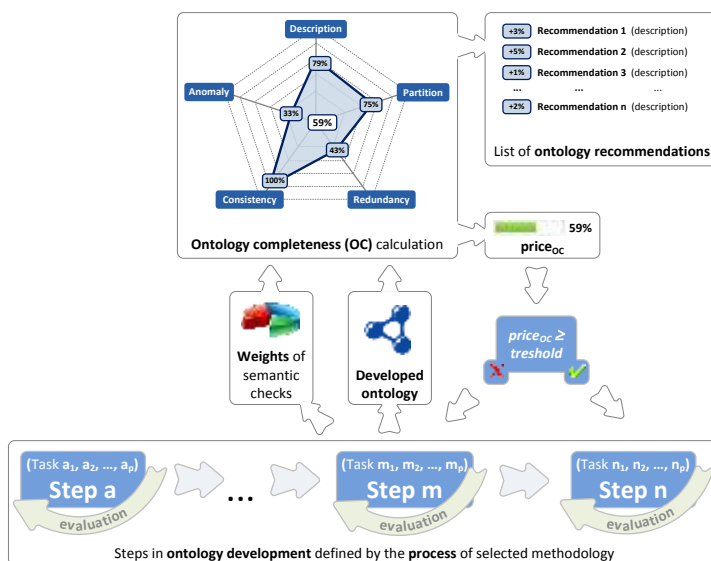 Description
79%
Anomaly
Partition
33%
75%
59%
43%
100%
Consistency
Redundancy
Ontology completeness (OC) calculation
+3% Recommendation 1 (description)
+5% Recommendation 2 (description)
+1% Recommendation 3 (description)
... ... ...
+2% Recommendation n (description)
List of ontology recommendations
59%
priceOC
Weights of
semantic
checks
Developed
ontology
priceOC ≥
treshold
(Task a1, a2, ..., ap)
Step a
evaluation
...
(Task m1, m2, ..., mp)
Step m
evaluation
(Task n1, n2, ..., np)
Step n
evaluation
Steps in ontology development defined by the process of selected methodology